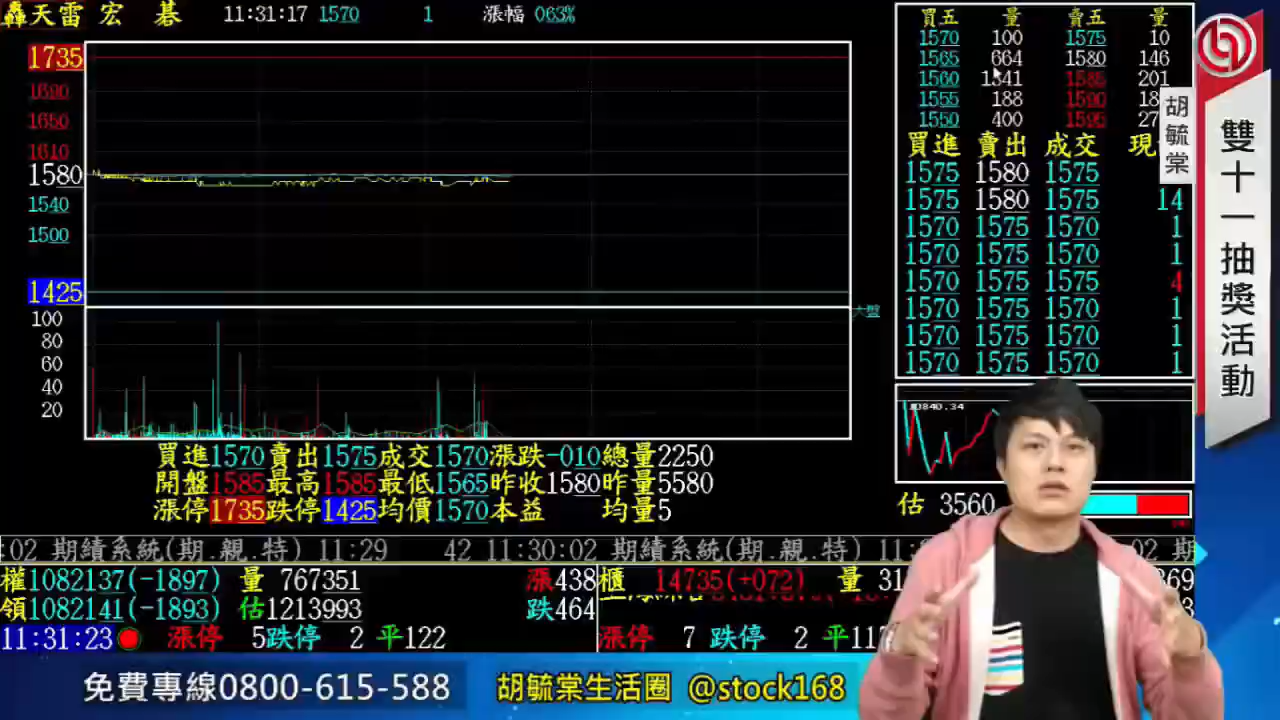 轟天雷 宏 碁 11:31:17 1570 1 漲幅 063%
1735
1690
1650
1610
1580
1540
1500
1425
大盤
100
80
60
40
20
買五 量 賣五 量
1570 100 1575 10
1565 664 1580 146
1560 1341 1585 201
1555 188 1590
1550 400 1595
買進 賣出 成交
1575 1580 1575
1575 1580 1575 14
1570 1575 1570 1
1570 1575 1570 1
1570 1575 1570 4
1570 1575 1570 1
1570 1575 1570 1
1570 1575 1570 1
估 3560
買進1570賣出1575成交1570漲跌-010總量2250
開盤1585最高1585最低1565昨收1580昨量5580
漲停1735跌停1425均價1570本益 均量5
:02 期績系統(期.親.特) 11:29 42 11:30:02 期績系統(期.親.特)
權1082137(-1897) 量 767351 漲438
領1082141(-1893) 估1213993 跌464
11:31:23 漲停 5跌停 2 平122
櫃 14735(+072) 量
漲停 7 跌停 2
胡毓棠
雙十一抽獎活動
免費專線0800-615-588
胡毓棠生活圈 @stock168